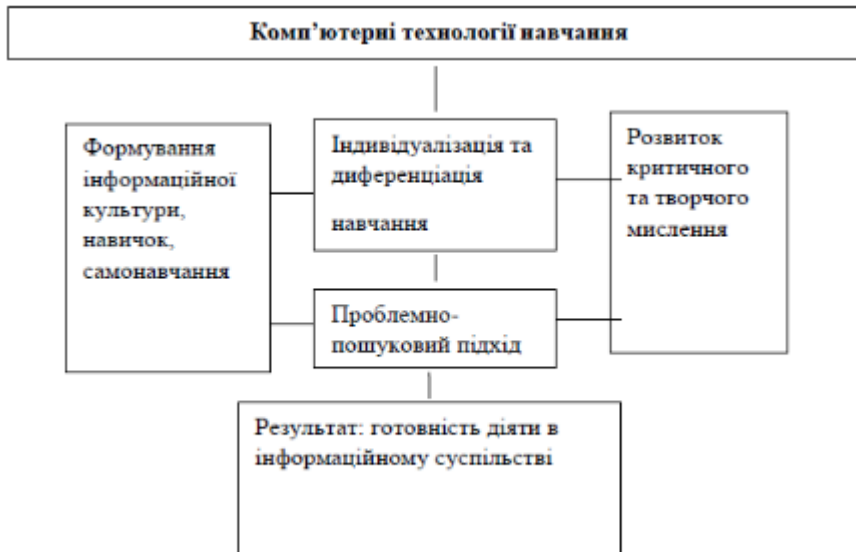 Комп’ютерні технології навчання
Формування
інформаційної
культури,
навичок,
самонавчання
Індивідуалізація та
диференціація
навчання
Розвиток
критичного
та творчого
мислення
Проблемно-
пошуковий підхід
Результат: готовність діяти в
інформаційному суспільстві